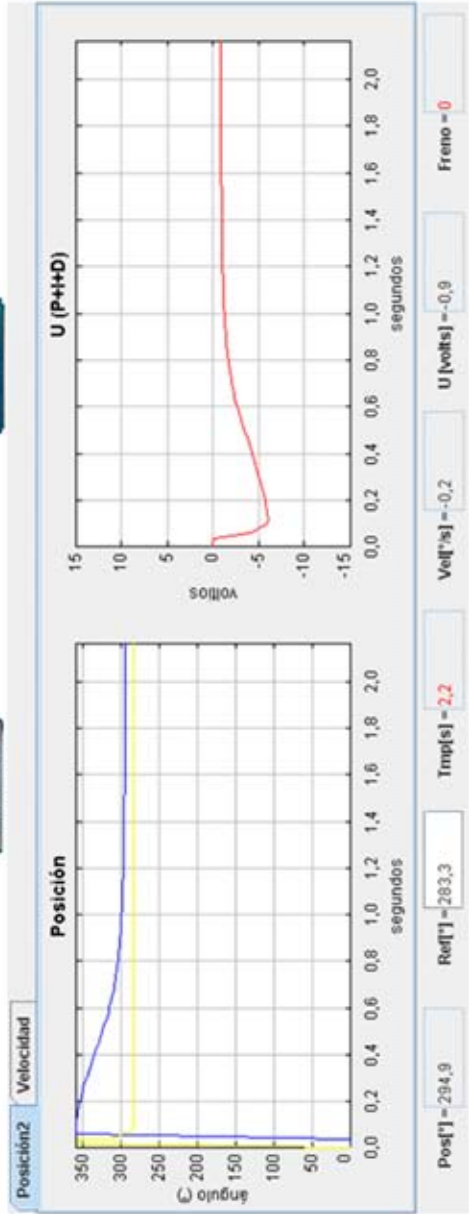 Posición2 Velocidad
Posición
ángulo (°)
350
300
250
200
150
100
50
0
0,0 0,2 0,4 0,6 0,8 1,0 1,2 1,4 1,6 1,8 2,0
segundos
U (P+I+D)
voltios
15
10
5
0
-5
-10
-15
0,0 0,2 0,4 0,6 0,8 1,0 1,2 1,4 1,6 1,8 2,0
segundos
Pos[°] = 294,9 Ref[°] = 283,3 Tmp[s] = 2,2 Vel[°/s] = -0,2 U [volts] = -0,9 Freno = 0